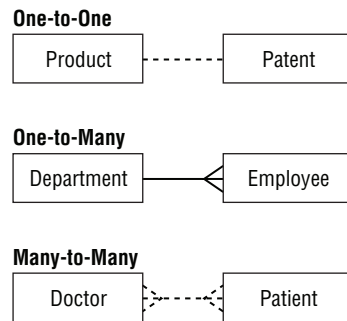 One-to-One
Product Patent
One-to-Many
Department Employee
Many-to-Many
Doctor Patient